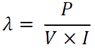 λ = P / (V × I)